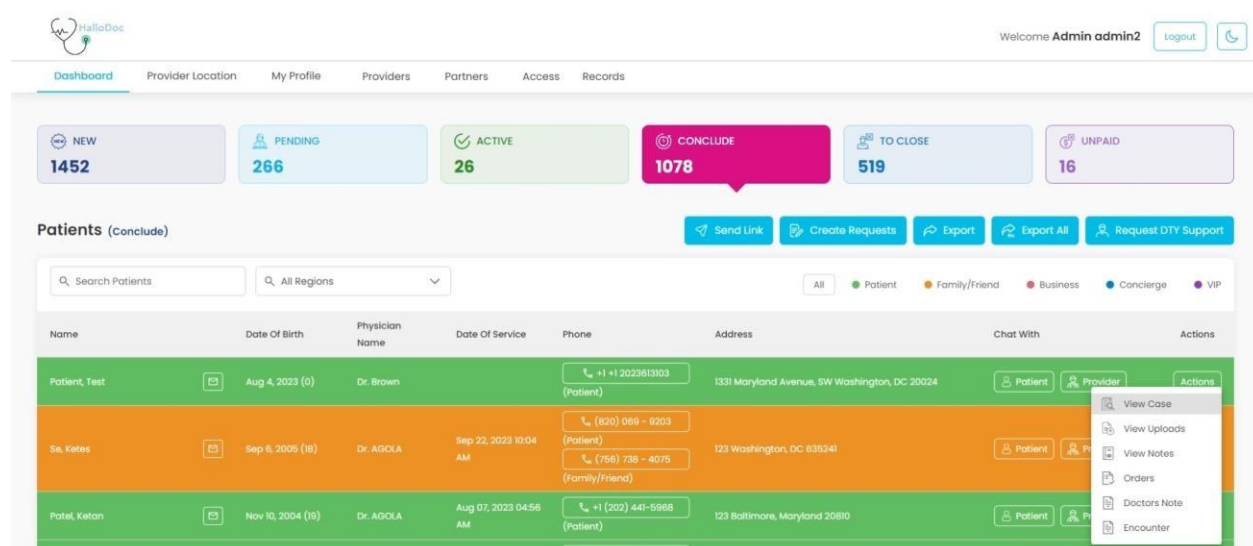 HalloDoc
Welcome Admin admin2 Logout
Dashboard Provider Location My Profile Providers Partners Access Records
NEW PENDING ACTIVE CONCLUDE TO CLOSE UNPAID
1452 266 26 1078 519 16
Patients (Conclude) Send Link Create Requests Export Export All Request DTY Support
Search Patients All Regions All Patient Family/Friend Business Concierge VIP
Name Date Of Birth Physician Name Date Of Service Phone Address Chat With Actions
Patient, Test Aug 4, 2023 (0) Dr. Brown +1 +1 2023613103 1331 Maryland Avenue, SW Washington, DC 20024 Patient Provider Actions
(Patient)
View Case
View Uploads
View Notes
Orders
Doctors Note
Encounter
(820) 069 - 9203
Se, Ketes Sep 6, 2005 (18) Dr. AGOLA Sep 22, 2023 10:04 AM (Patient) 123 Washington, DC 635241 Patient
(756) 738 - 4075
(Family/Friend)
Patel, Ketan Nov 10, 2004 (19) Dr. AGOLA Aug 07, 2023 04:56 AM +1 (202) 441-5968 123 Baltimore, Maryland 20810 Patient
(Patient)